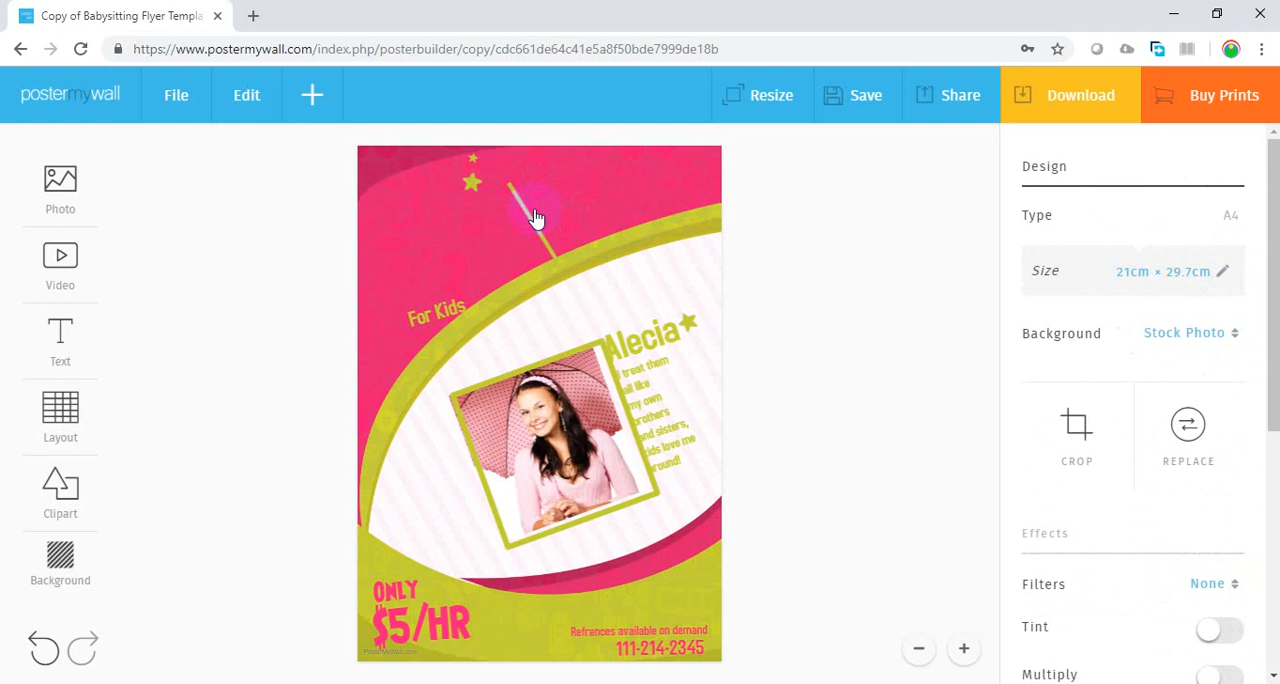 Copy of Babysitting Flyer Templa
https://www.postermywall.com/index.php/posterbuilder/copy/cdc661de64c41e5a8f50bde7999de18b
postermywall
File
Edit
Resize
Save
Share
Download
Buy Prints
Photo
Video
Text
Layout
Clipart
Background
For Kids
Alecia
I treat them
all like
my own
brothers
and sisters,
kids love me
around!
ONLY
$5/HR
PosterMyWall.com
Refrences available on demand
111-214-2345
Design
Type A4
Size 21cm × 29.7cm
Background Stock Photo
CROP REPLACE
Effects
Filters None
Tint
Multiply